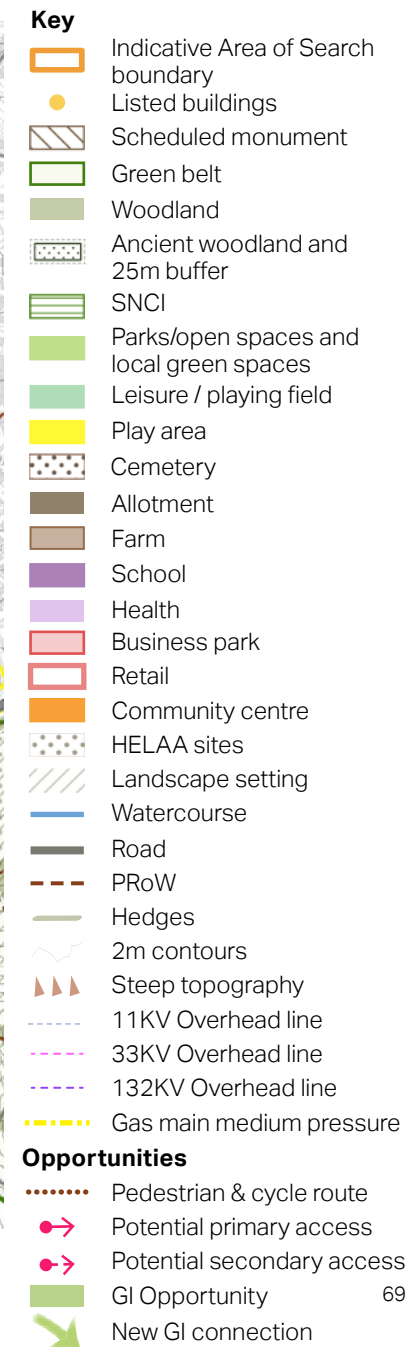 Key
Indicative Area of Search
boundary
Listed buildings
Scheduled monument
Green belt
Woodland
Ancient woodland and
25m buffer
SNCI
Parks/open spaces and
local green spaces
Leisure / playing field
Play area
Cemetery
Allotment
Farm
School
Health
Business park
Retail
Community centre
HELAA sites
Landscape setting
Watercourse
Road
PRoW
Hedges
2m contours
Steep topography
11KV Overhead line
33KV Overhead line
132KV Overhead line
Gas main medium pressure
Opportunities
Pedestrian & cycle route
Potential primary access
Potential secondary access
GI Opportunity 69
New GI connection